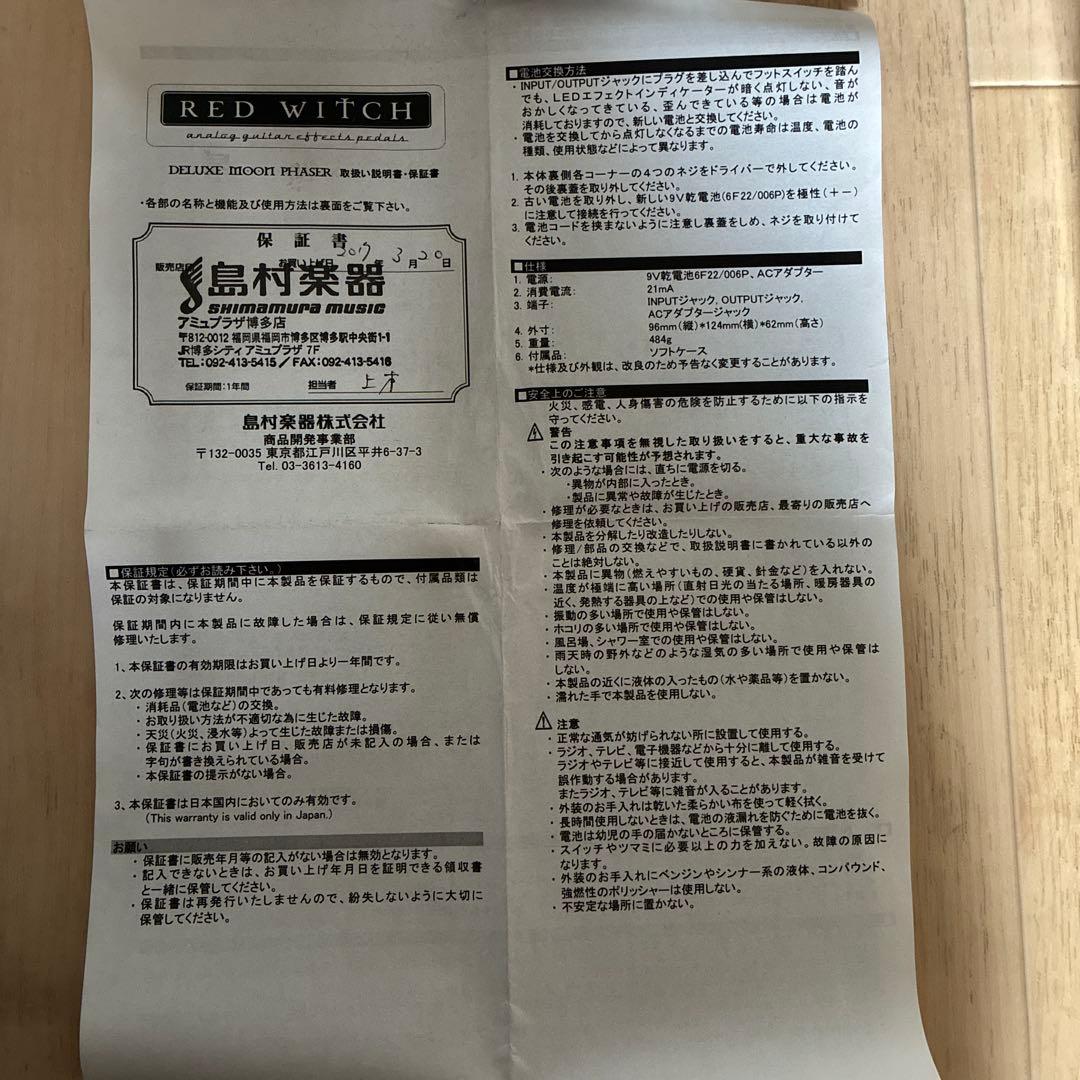 RED WITCH
analog guitar effects pedals
DELUXE MOON PHASER 取扱い説明書・保証書
・各部の名称と機能及び使用方法は裏面をご覧下さい。
保 証 書
お買い上げ日 2017年 3月20日
販売店
島村楽器
SHIMAMURA MUSIC
アミュプラザ博多店
〒812-0012 福岡県福岡市博多区博多駅中央街1-1
JR博多シティ アミュプラザ 7F
TEL:092-413-5415／FAX:092-413-5416
保証期間:1年間 担当者
島村楽器株式会社
商品開発事業部
〒132-0035 東京都江戸川区平井6-37-3
Tel. 03-3613-4160
■保証規定(必ずお読み下さい。)
本保証書は、保証期間中に本製品を保証するもので、付属品類は
保証の対象になりません。
保証期間内に本製品に故障した場合は、保証規定に従い無償
修理いたします。
1、本保証書の有効期限はお買い上げ日より一年間です。
2、次の修理等は保証期間中であっても有料修理となります。
・消耗品(電池など)の交換。
・お取り扱い方法が不適切な為に生じた故障。
・天災(火災、浸水等)よって生じた故障または損傷。
・保証書にお買い上げ日、販売店が未記入の場合、または
字句が書き換えられている場合。
・本保証書の提示がない場合。
3、本保証書は日本国内においてのみ有効です。
(This warranty is valid only in Japan.)
お願い
・保証書に販売年月等の記入がない場合は無効となります。
・記入できないときは、お買い上げ年月日を証明できる領収書
と一緒に保管してください。
・保証書は再発行いたしませんので、紛失しないように大切に
保管してください。
■電池交換方法
・INPUT/OUTPUTジャックにプラグを差し込んでフットスイッチを踏ん
でも、LEDエフェクトインディケーターが暗く点灯しない、音が
おかしくなってきている、歪んできている等の場合は電池が
消耗しておりますので、新しい電池と交換してください。
・電池を交換してから点灯しなくなるまでの電池寿命は温度、電池の
種類、使用状態などによって異なります。
1. 本体裏側各コーナーの４つのネジをドライバーで外してください。
その後裏蓋を取り外してください。
2. 古い電池を取り外し、新しい9V乾電池(6F22/006P)を極性(＋－)
に注意して接続を行ってください。
3. 電池コードを挟まないように注意し裏蓋をしめ、ネジを取り付けて
ください。
■仕様
1. 電源: 9V乾電池6F22/006P、ACアダプター
2. 消費電流: 21mA
3. 端子: INPUTジャック, OUTPUTジャック,
ACアダプタージャック
4. 外寸: 96mm(縦)*124mm(横)*62mm(高さ)
5. 重量: 484g
6. 付属品: ソフトケース
*仕様及び外観は、改良のため予告なく変更することがあります。
■安全上のご注意
火災、感電、人身傷害の危険を防止するために以下の指示を
守ってください。
警告
この注意事項を無視した取り扱いをすると、重大な事故を
引き起こす可能性が予想されます。
・次のような場合には、直ちに電源を切る。
・異物が内部に入ったとき。
・製品に異常や故障が生じたとき。
・修理が必要なときは、お買い上げの販売店、最寄りの販売店へ
修理を依頼してください。
・本製品を分解したり改造したりしない。
・修理/部品の交換などで、取扱説明書に書かれている以外の
ことは絶対しない。
・本製品に異物(燃えやすいもの、硬貨、針金など)を入れない。
・温度が極端に高い場所(直射日光の当たる場所、暖房器具の
近く、発熱する器具の上など)での使用や保管はしない。
・振動の多い場所で使用や保管はしない。
・ホコリの多い場所で使用や保管はしない。
・風呂場、シャワー室での使用や保管はしない。
・雨天時の野外などのような湿気の多い場所で使用や保管は
しない。
・本製品の近くに液体の入ったもの(水や薬品等)を置かない。
・濡れた手で本製品を使用しない。
注意
・正常な通気が妨げられない所に設置して使用する。
・ラジオ、テレビ、電子機器などから十分に離して使用する。
ラジオやテレビ等に接近して使用すると、本製品が雑音を受けて
誤作動する場合があります。
またラジオ、テレビ等に雑音が入ることがあります。
・外装のお手入れは乾いた柔らかい布を使って軽く拭く。
・長時間使用しないときは、電池の液漏れを防ぐために電池を抜く。
・電池は幼児の手の届かないところに保管する。
・スイッチやツマミに必要以上の力を加えない。故障の原因に
なります。
・外装のお手入れにベンジンやシンナー系の液体、コンパウンド、
強燃性のポリッシャーは使用しない。
・不安定な場所に置かない。